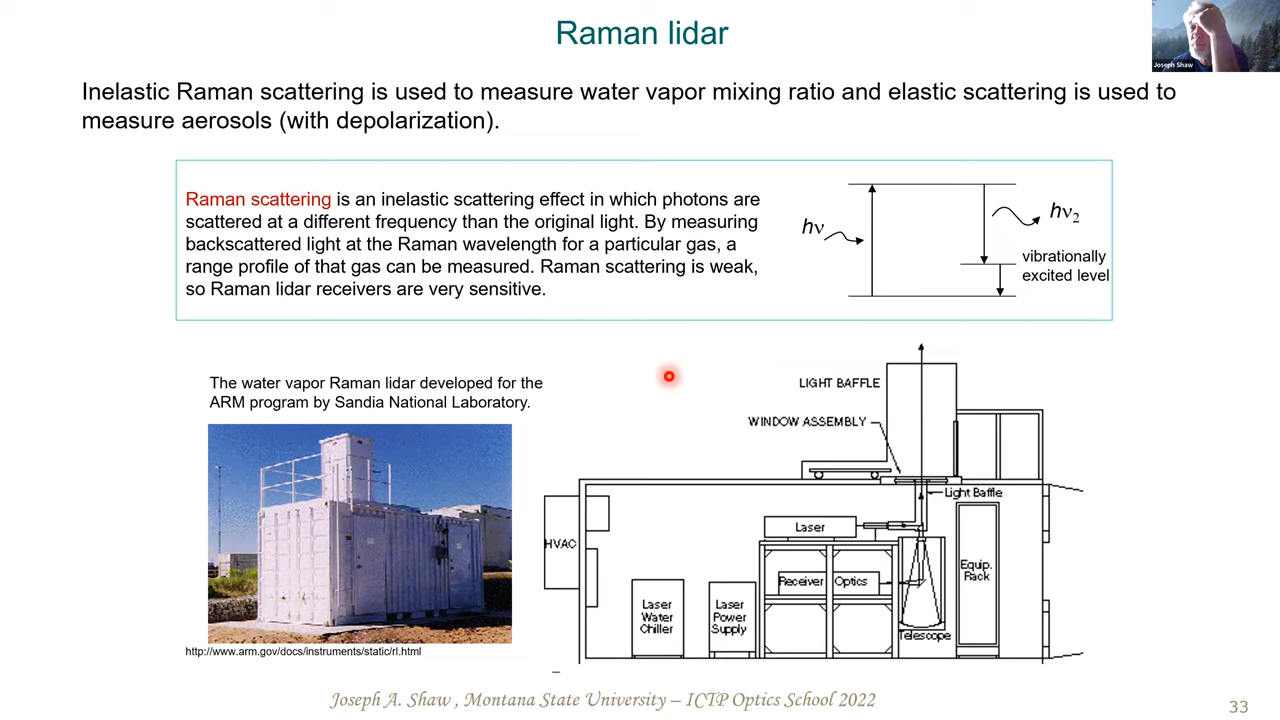 Raman lidar
Joseph Shaw
Inelastic Raman scattering is used to measure water vapor mixing ratio and elastic scattering is used to
measure aerosols (with depolarization).
Raman scattering is an inelastic scattering effect in which photons are
scattered at a different frequency than the original light. By measuring
backscattered light at the Raman wavelength for a particular gas, a
range profile of that gas can be measured. Raman scattering is weak,
so Raman lidar receivers are very sensitive.
hν
hν₂
vibrationally
excited level
The water vapor Raman lidar developed for the
ARM program by Sandia National Laboratory.
http://www.arm.gov/docs/instruments/static/rl.html
LIGHT BAFFLE
WINDOW ASSEMBLY
Light Baffle
Laser
HVAC
Receiver Optics
Equip.
Rack
Laser
Water
Chiller
Laser
Power
Supply
Telescope
Joseph A. Shaw , Montana State University – ICTP Optics School 2022
33